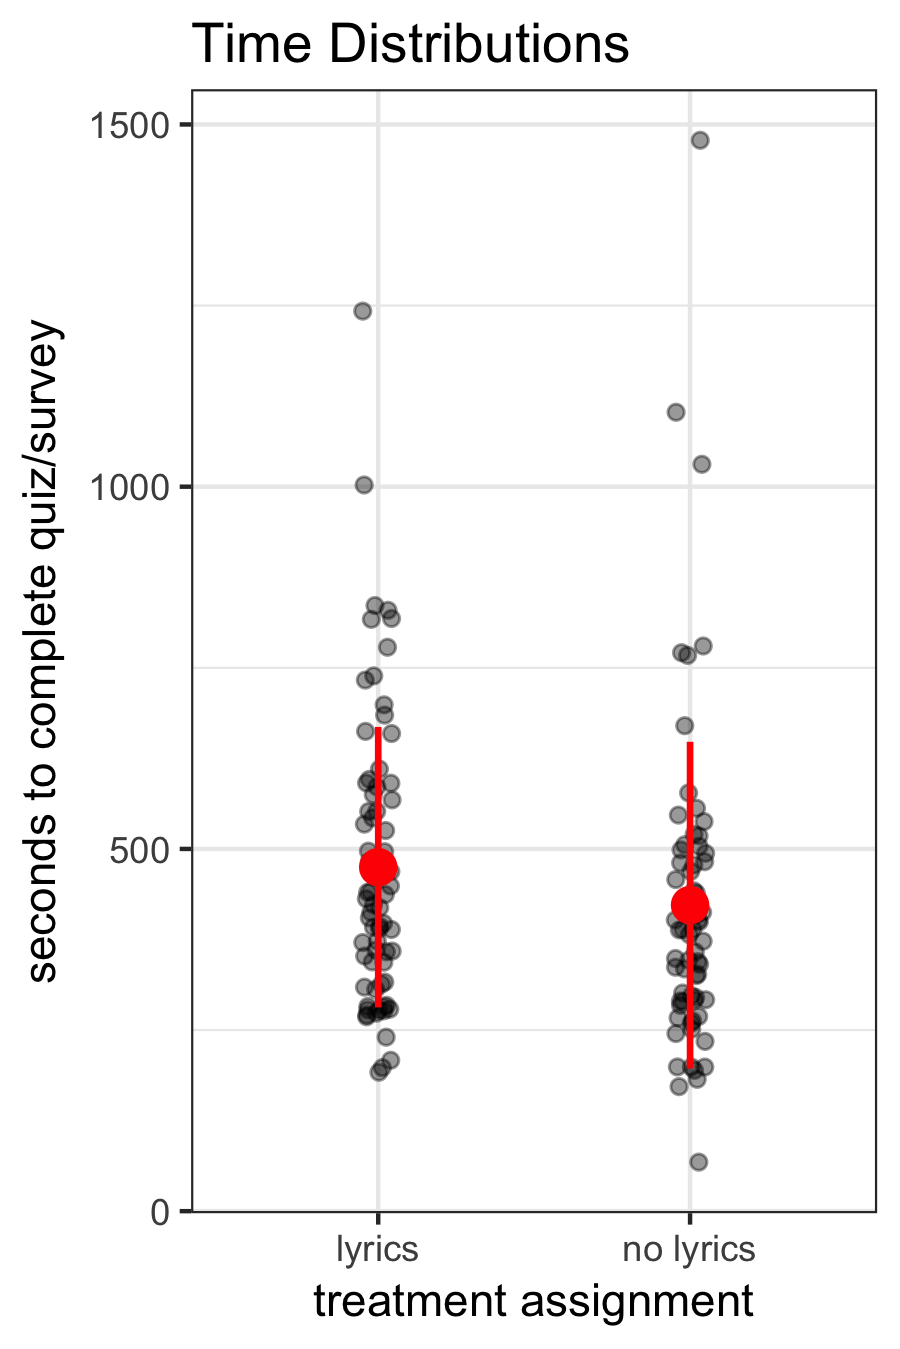 Time Distributions
seconds to complete quiz/survey
1500
1000
500
0
lyrics
no lyrics
treatment assignment